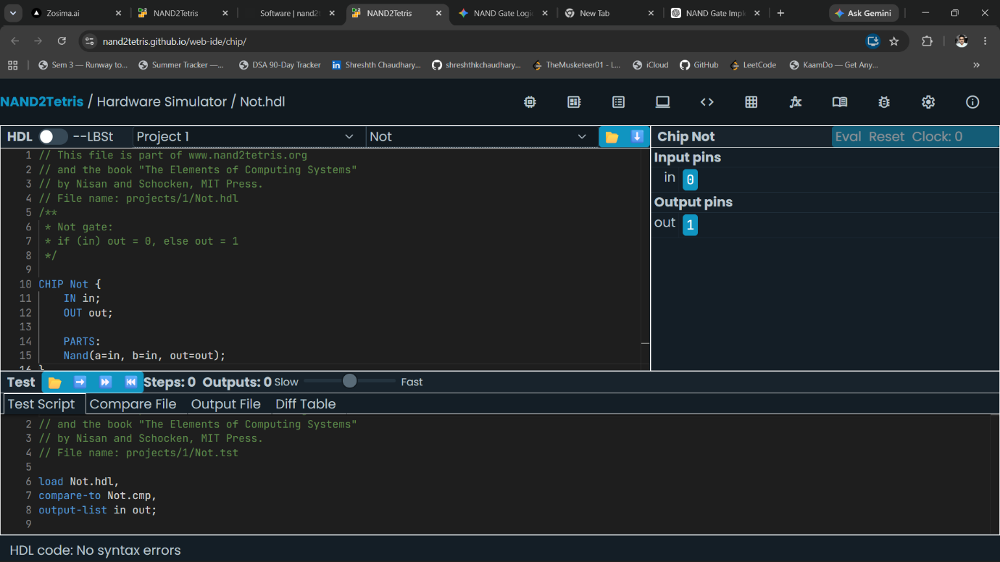 Zosima.ai
NAND2Tetris
Software | nand2
NAND2Tetris
NAND Gate Logi
New Tab
NAND Gate Impl
Ask Gemini
nand2tetris.github.io/web-ide/chip/
Sem 3 — Runway to...
Summer Tracker —...
DSA 90-Day Tracker
Shreshth Chaudhary...
shreshthkchaudhary...
TheMusketeer01 - L...
iCloud
GitHub
LeetCode
KaamDo — Get Any...
NAND2Tetris / Hardware Simulator / Not.hdl
HDL --LBSt Project 1 Not
1 // This file is part of www.nand2tetris.org
2 // and the book "The Elements of Computing Systems"
3 // by Nisan and Schocken, MIT Press.
4 // File name: projects/1/Not.hdl
5 /**
6 * Not gate:
7 * if (in) out = 0, else out = 1
8 */
9
10 CHIP Not {
11 IN in;
12 OUT out;
13
14 PARTS:
15 Nand(a=in, b=in, out=out);
16 }
Chip Not Eval Reset Clock: 0
Input pins
in 0
Output pins
out 1
Test Steps: 0 Outputs: 0 Slow Fast
Test Script Compare File Output File Diff Table
2 // and the book "The Elements of Computing Systems"
3 // by Nisan and Schocken, MIT Press.
4 // File name: projects/1/Not.tst
5
6 load Not.hdl,
7 compare-to Not.cmp,
8 output-list in out;
9
HDL code: No syntax errors